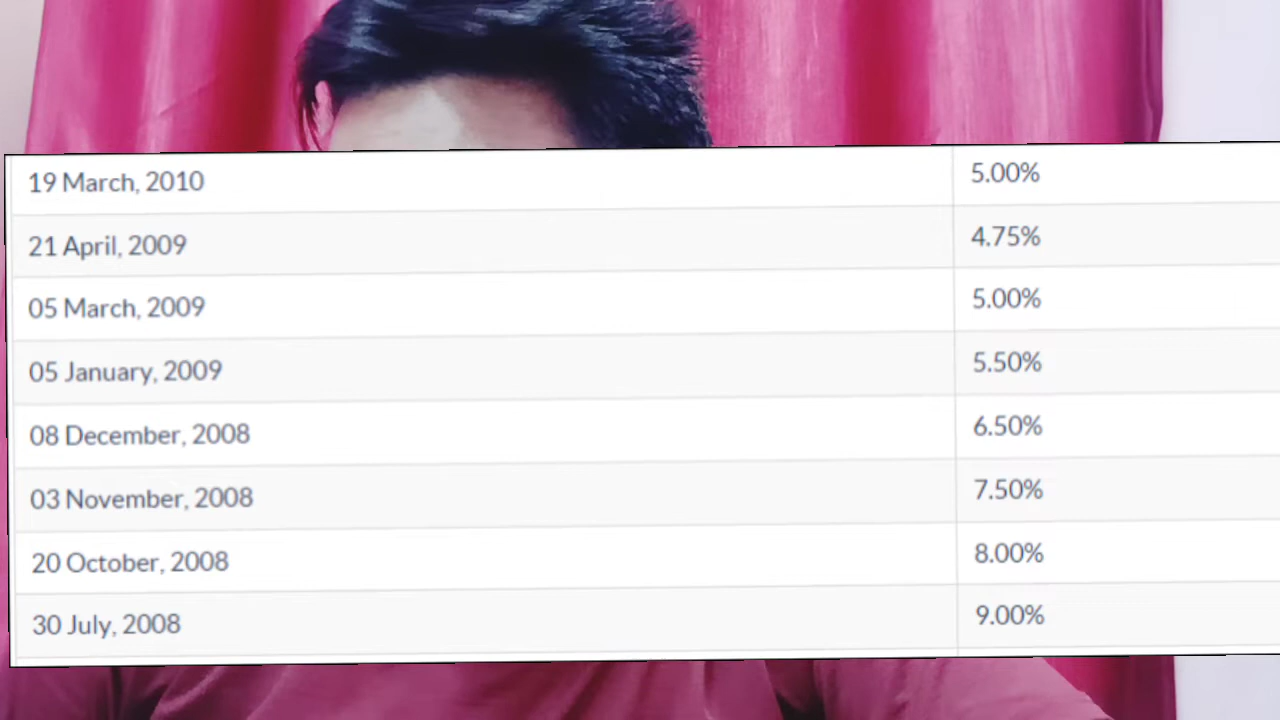 19 March, 2010 5.00%
21 April, 2009 4.75%
05 March, 2009 5.00%
05 January, 2009 5.50%
08 December, 2008 6.50%
03 November, 2008 7.50%
20 October, 2008 8.00%
30 July, 2008 9.00%